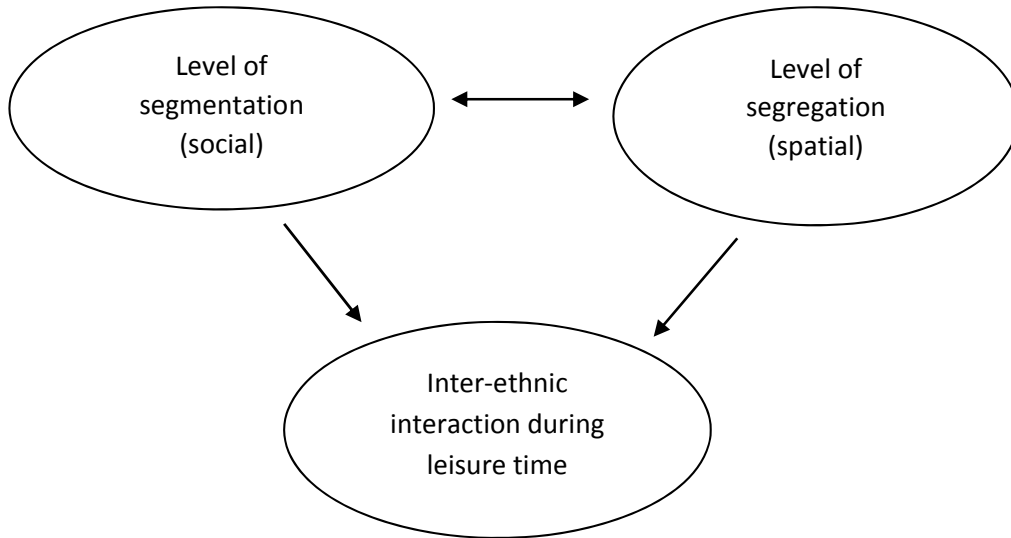 Level of
segmentation
(social)
Level of
segregation
(spatial)
Inter-ethnic
interaction during
leisure time